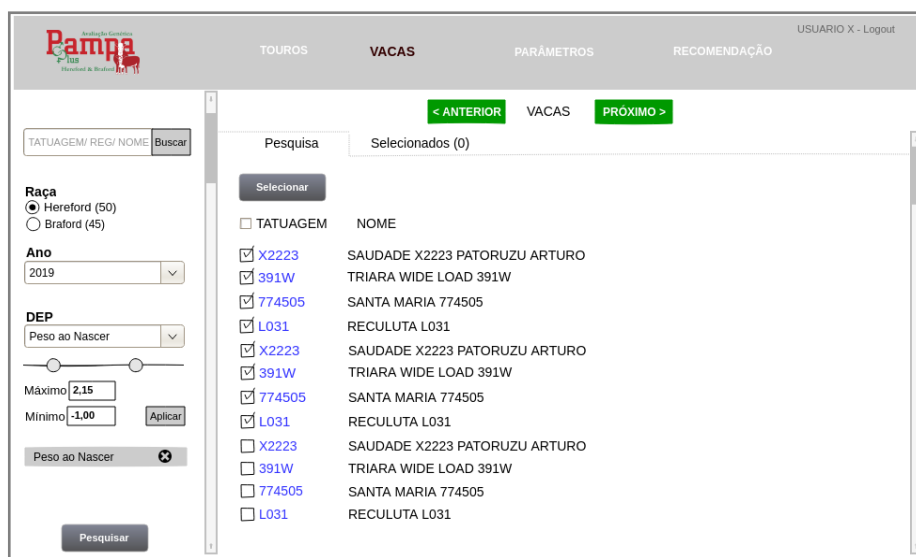 Avaliação Genética
Pampa
Plus
Hereford & Braford
TOUROS
VACAS
PARÂMETROS
RECOMENDAÇÃO
USUARIO X - Logout
TATUAGEM/ REG/ NOME
Buscar
Raça
Hereford (50)
Braford (45)
Ano
2019
DEP
Peso ao Nascer
Máximo 2,15
Mínimo -1,00
Aplicar
Peso ao Nascer
Pesquisar
< ANTERIOR
VACAS
PRÓXIMO >
Pesquisa
Selecionados (0)
Selecionar
TATUAGEM NOME
X2223 SAUDADE X2223 PATORUZU ARTURO
391W TRIARA WIDE LOAD 391W
774505 SANTA MARIA 774505
L031 RECULUTA L031
X2223 SAUDADE X2223 PATORUZU ARTURO
391W TRIARA WIDE LOAD 391W
774505 SANTA MARIA 774505
L031 RECULUTA L031
X2223 SAUDADE X2223 PATORUZU ARTURO
391W TRIARA WIDE LOAD 391W
774505 SANTA MARIA 774505
L031 RECULUTA L031